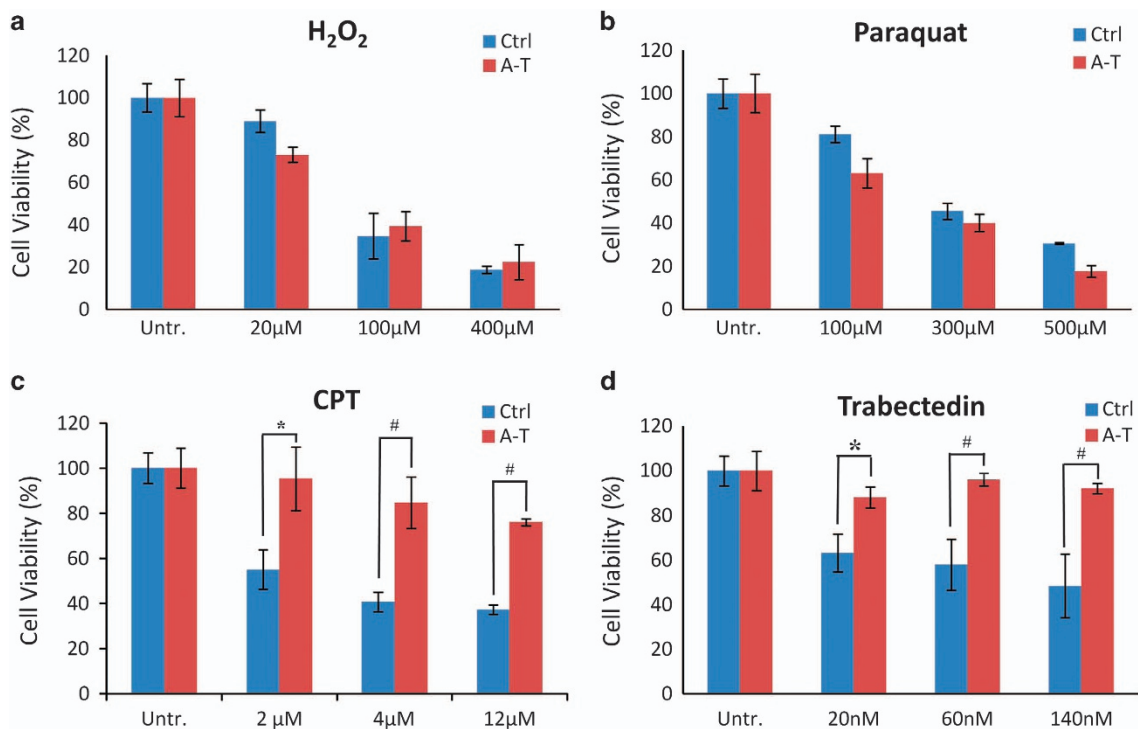 a
H₂O₂
Ctrl
A-T
Cell Viability (%)
120
100
80
60
40
20
0
Untr.
20μM
100μM
400μM
b
Paraquat
Ctrl
A-T
Cell Viability (%)
120
100
80
60
40
20
0
Untr.
100μM
300μM
500μM
c
CPT
Ctrl
A-T
Cell Viability (%)
120
100
80
60
40
20
0
*
#
#
Untr.
2 μM
4μM
12μM
d
Trabectedin
Ctrl
A-T
Cell Viability (%)
120
100
80
60
40
20
0
*
#
#
Untr.
20nM
60nM
140nM